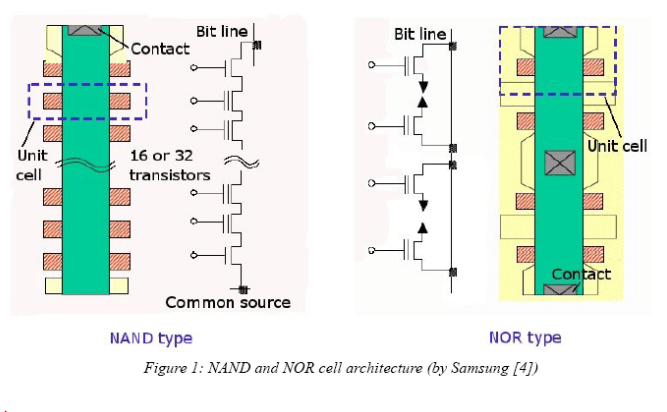 Bit line
Contact
Unit
cell
16 or 32
transistors
Common source
NAND type
Bit line
Unit cell
Contact
NOR type
Figure 1: NAND and NOR cell architecture (by Samsung [4])
.